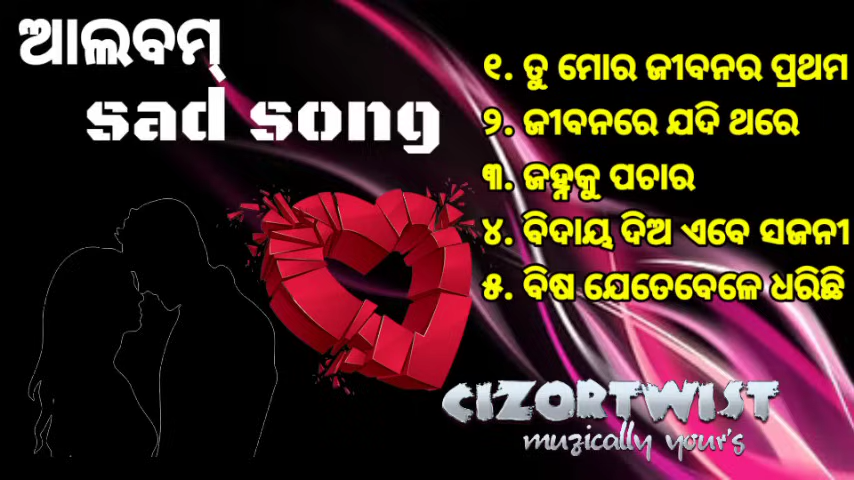 ଆଲବମ୍
sad song
୧. ତୁ ମୋର ଜୀବନର ପ୍ରଥମ
୨. ଜୀବନରେ ଯଦି ଥରେ
୩. ଜହ୍ନକୁ ପଚାର
୪. ବିଦାୟ ଦିଅ ଏବେ ସଜନୀ
୫. ବିଷ ଯେତେବେଳେ ଧରିଛି
CIZORTWIST
muzically your's